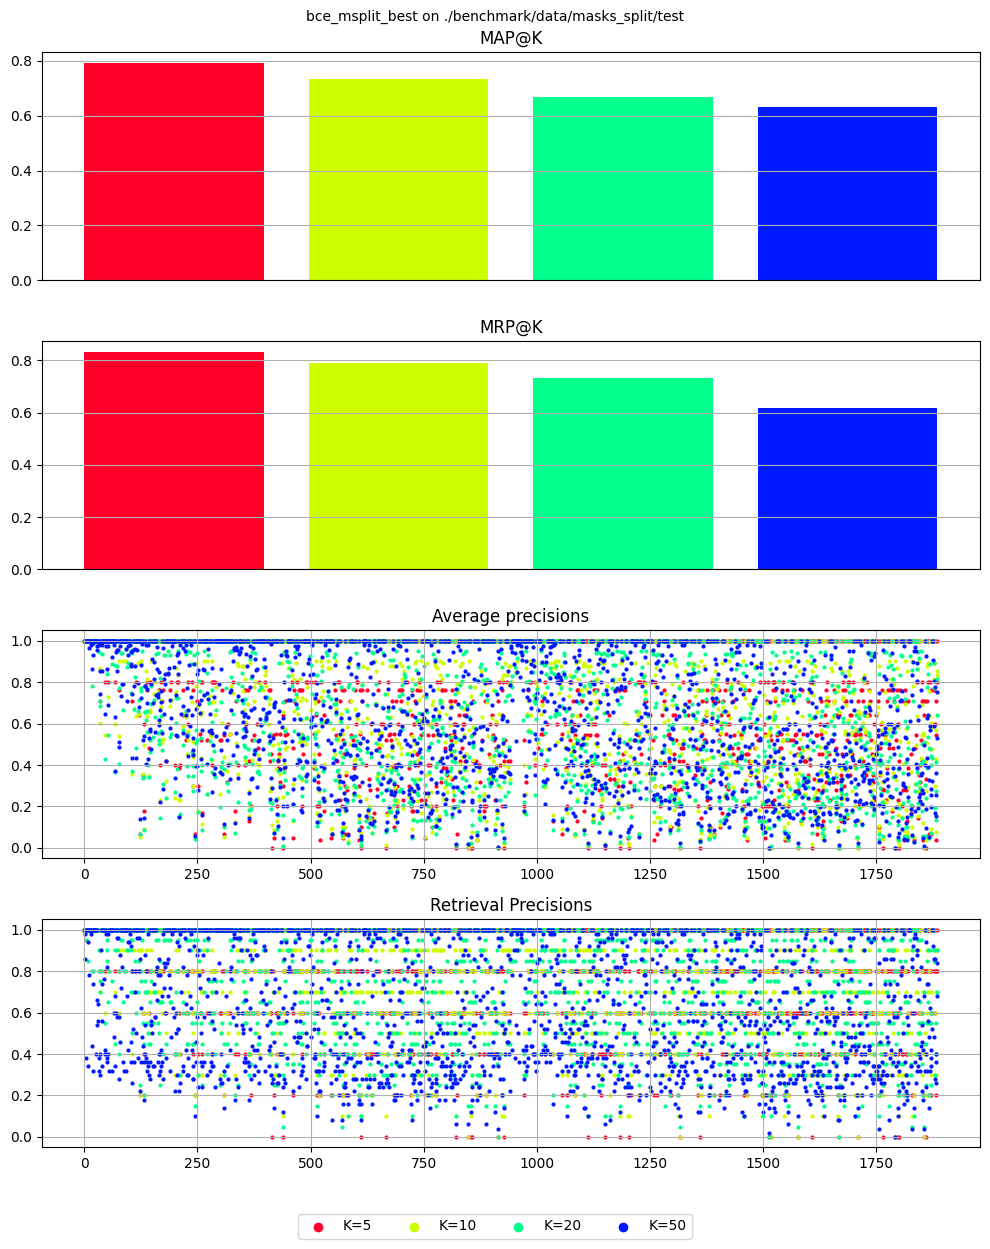 bce_msplit_best on ./benchmark/data/masks_split/test
MAP@K
0.8
0.6
0.4
0.2
0.0
MRP@K
0.8
0.6
0.4
0.2
0.0
Average precisions
1.0
0.8
0.6
0.4
0.2
0.0
0 250 500 750 1000 1250 1500 1750
Retrieval Precisions
1.0
0.8
0.6
0.4
0.2
0.0
0 250 500 750 1000 1250 1500 1750
K=5 K=10 K=20 K=50